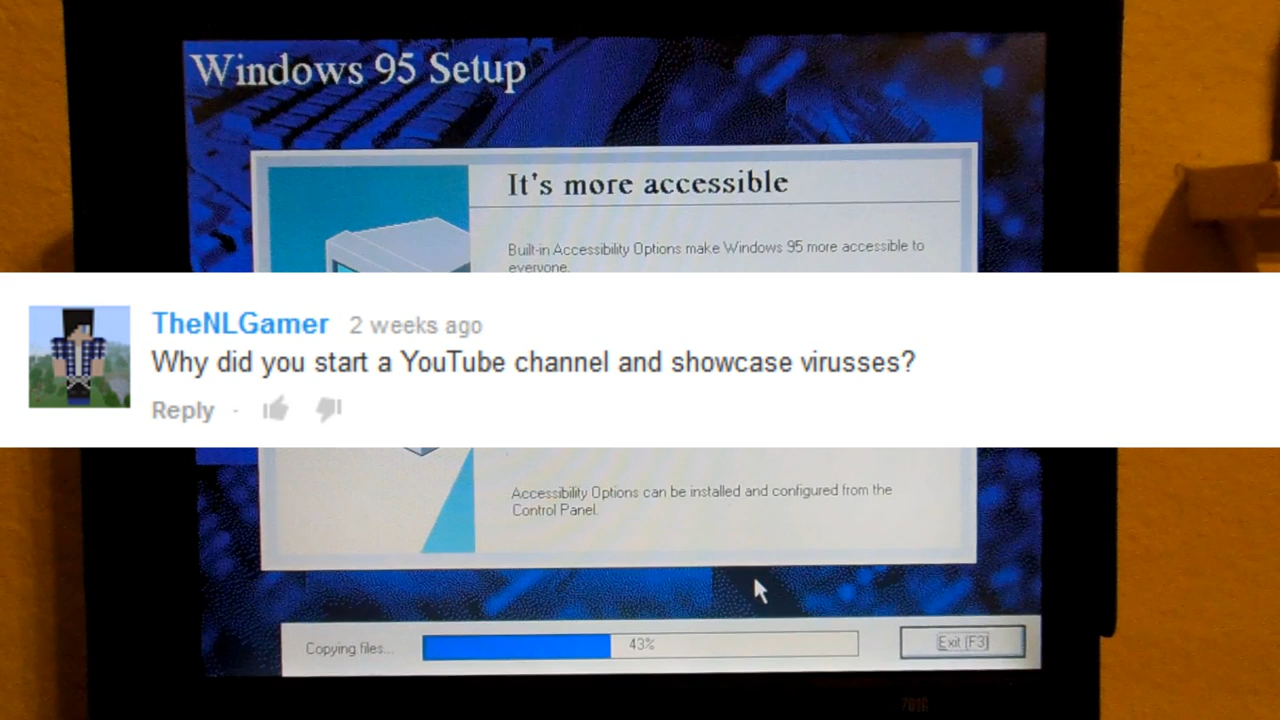 Windows 95 Setup
It's more accessible
Built-in Accessibility Options make Windows 95 more accessible to
everyone.
TheNLGamer 2 weeks ago
Why did you start a YouTube channel and showcase virusses?
Reply ·
Accessibility Options can be installed and configured from the
Control Panel.
Copying files... 43% Exit (F3)